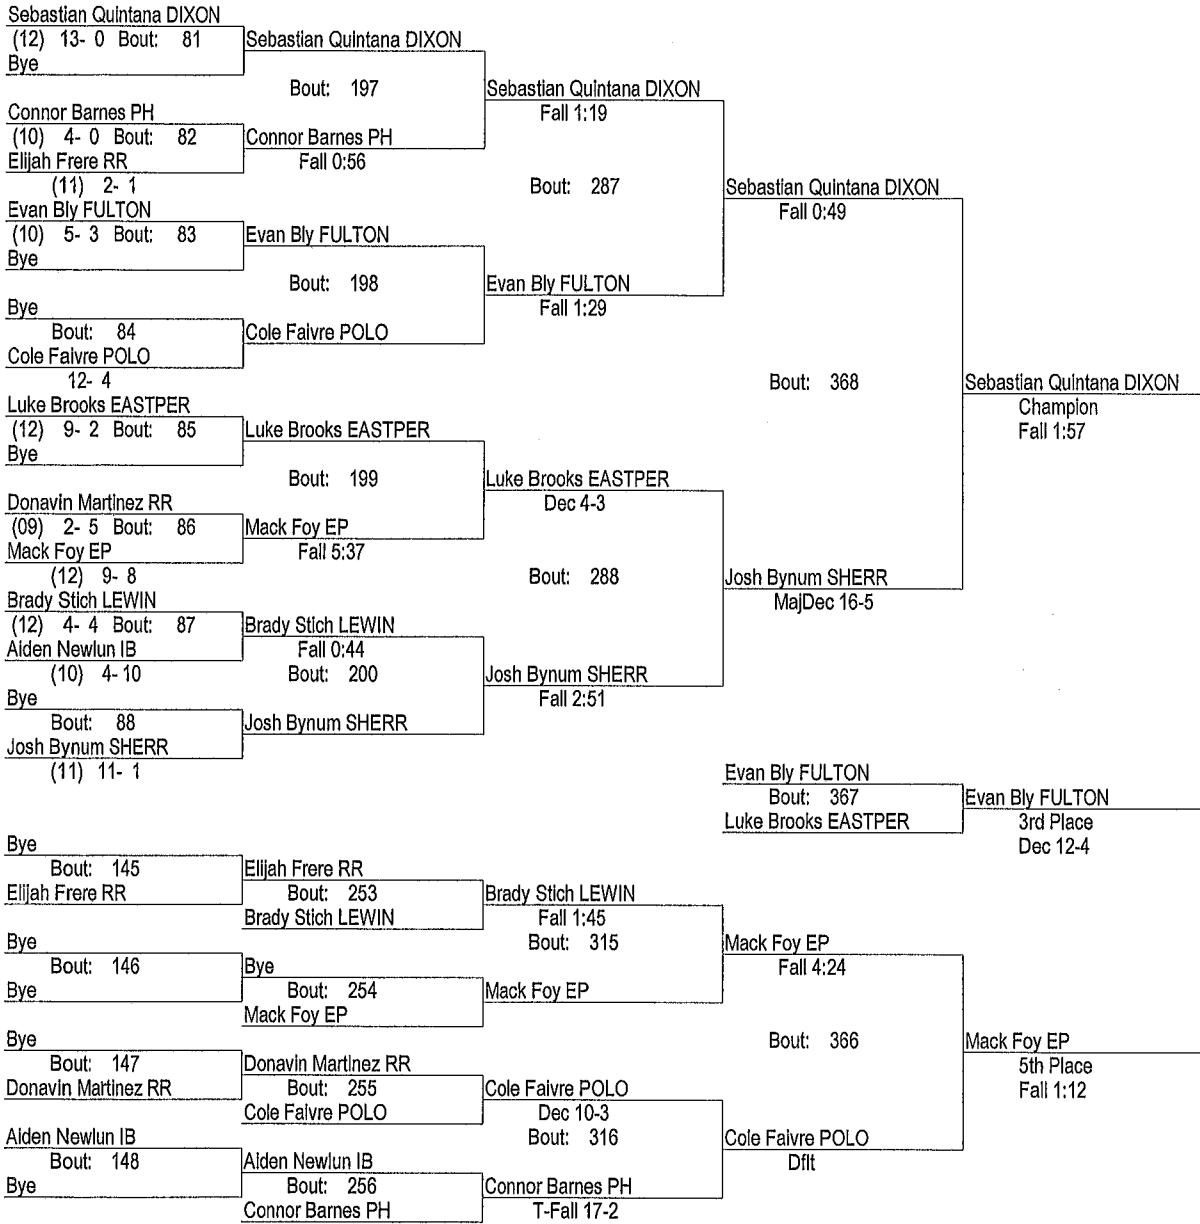 Sebastian Quintana DIXON
(12) 13- 0 Bout: 81
Bye
Sebastian Quintana DIXON
Bout: 197
Connor Barnes PH
(10) 4- 0 Bout: 82
Elijah Frere RR
(11) 2- 1
Connor Barnes PH
Fall 0:56
Sebastian Quintana DIXON
Fall 1:19
Bout: 287
Evan Bly FULTON
(10) 5- 3 Bout: 83
Bye
Evan Bly FULTON
Bout: 198
Bye
Bout: 84
Cole Faivre POLO
12- 4
Cole Faivre POLO
Evan Bly FULTON
Fall 1:29
Sebastian Quintana DIXON
Fall 0:49
Bout: 368
Luke Brooks EASTPER
(12) 9- 2 Bout: 85
Bye
Luke Brooks EASTPER
Bout: 199
Donavin Martinez RR
(09) 2- 5 Bout: 86
Mack Foy EP
(12) 9- 8
Mack Foy EP
Fall 5:37
Luke Brooks EASTPER
Dec 4-3
Bout: 288
Brady Stich LEWIN
(12) 4- 4 Bout: 87
Aiden Newlun IB
(10) 4- 10
Brady Stich LEWIN
Fall 0:44
Bout: 200
Bye
Bout: 88
Josh Bynum SHERR
(11) 11- 1
Josh Bynum SHERR
Josh Bynum SHERR
Fall 2:51
Josh Bynum SHERR
MajDec 16-5
Sebastian Quintana DIXON
Champion
Fall 1:57
Evan Bly FULTON
Bout: 367
Luke Brooks EASTPER
Evan Bly FULTON
3rd Place
Dec 12-4
Bye
Bout: 145
Elijah Frere RR
Elijah Frere RR
Bout: 253
Brady Stich LEWIN
Brady Stich LEWIN
Fall 1:45
Bout: 315
Bye
Bout: 146
Bye
Bye
Bout: 254
Mack Foy EP
Mack Foy EP
Mack Foy EP
Fall 4:24
Bout: 366
Bye
Bout: 147
Donavin Martinez RR
Donavin Martinez RR
Bout: 255
Cole Faivre POLO
Cole Faivre POLO
Dec 10-3
Bout: 316
Aiden Newlun IB
Bout: 148
Bye
Aiden Newlun IB
Bout: 256
Connor Barnes PH
Connor Barnes PH
T-Fall 17-2
Cole Faivre POLO
Dflt
Mack Foy EP
5th Place
Fall 1:12